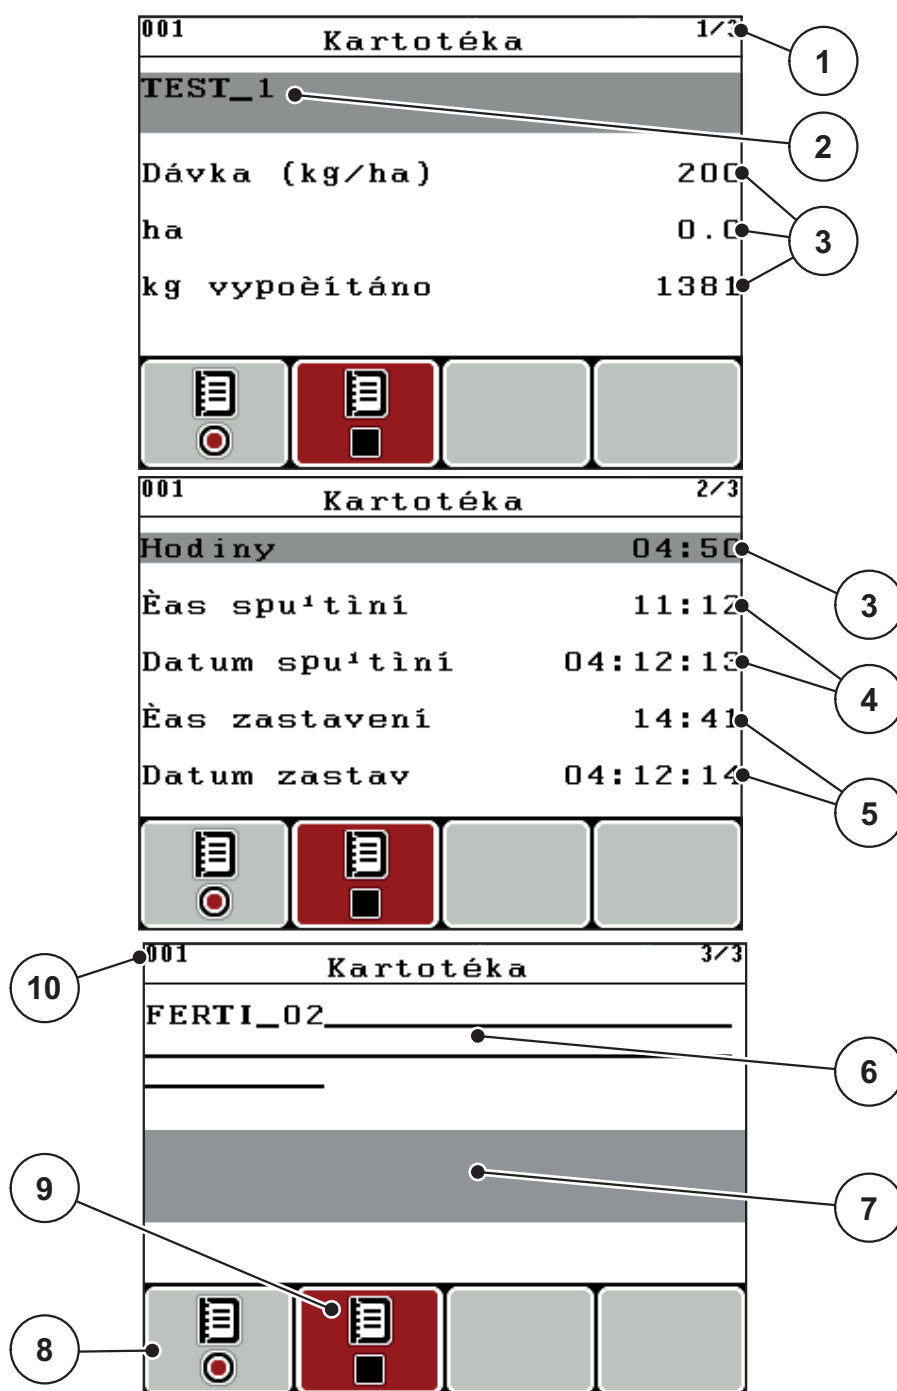 001 Kartotéka 1/3
1
TEST_1
2
Dávka (kg/ha) 200
ha 0.0
3
kg vypoèítáno 1381
001 Kartotéka 2/3
Hodiny 04:50
3
Èas spu¹tìní 11:12
Datum spu¹tìní 04:12:13
4
Èas zastavení 14:41
Datum zastav 04:12:14
5
001 Kartotéka 3/3
10
FERTI_02
6
9
7
8